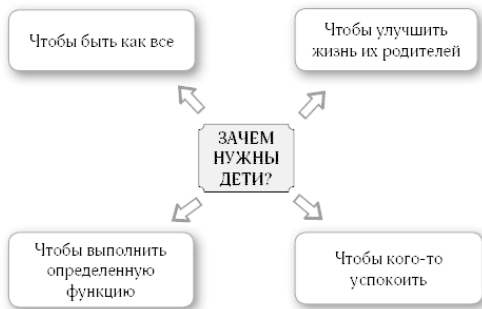 Чтобы быть как все
Чтобы улучшить
жизнь их родителей
ЗАЧЕМ
НУЖНЫ
ДЕТИ?
Чтобы выполнить
определенную
функцию
Чтобы кого-то
успокоить